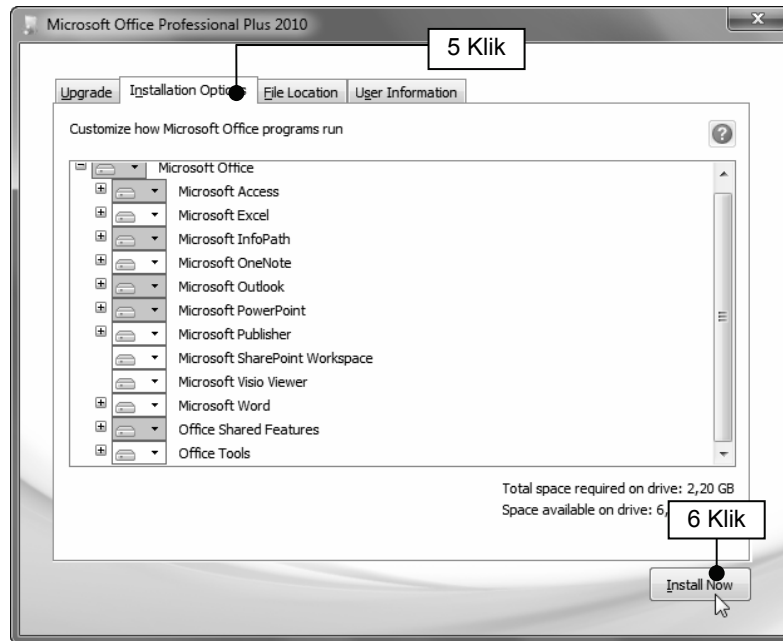 Microsoft Office Professional Plus 2010
x
5 Klik
Upgrade Installation Options File Location User Information
Customize how Microsoft Office programs run
?
Microsoft Office
Microsoft Access
Microsoft Excel
Microsoft InfoPath
Microsoft OneNote
Microsoft Outlook
Microsoft PowerPoint
Microsoft Publisher
Microsoft SharePoint Workspace
Microsoft Visio Viewer
Microsoft Word
Office Shared Features
Office Tools
Total space required on drive: 2,20 GB
Space available on drive: 6,
6 Klik
Install Now